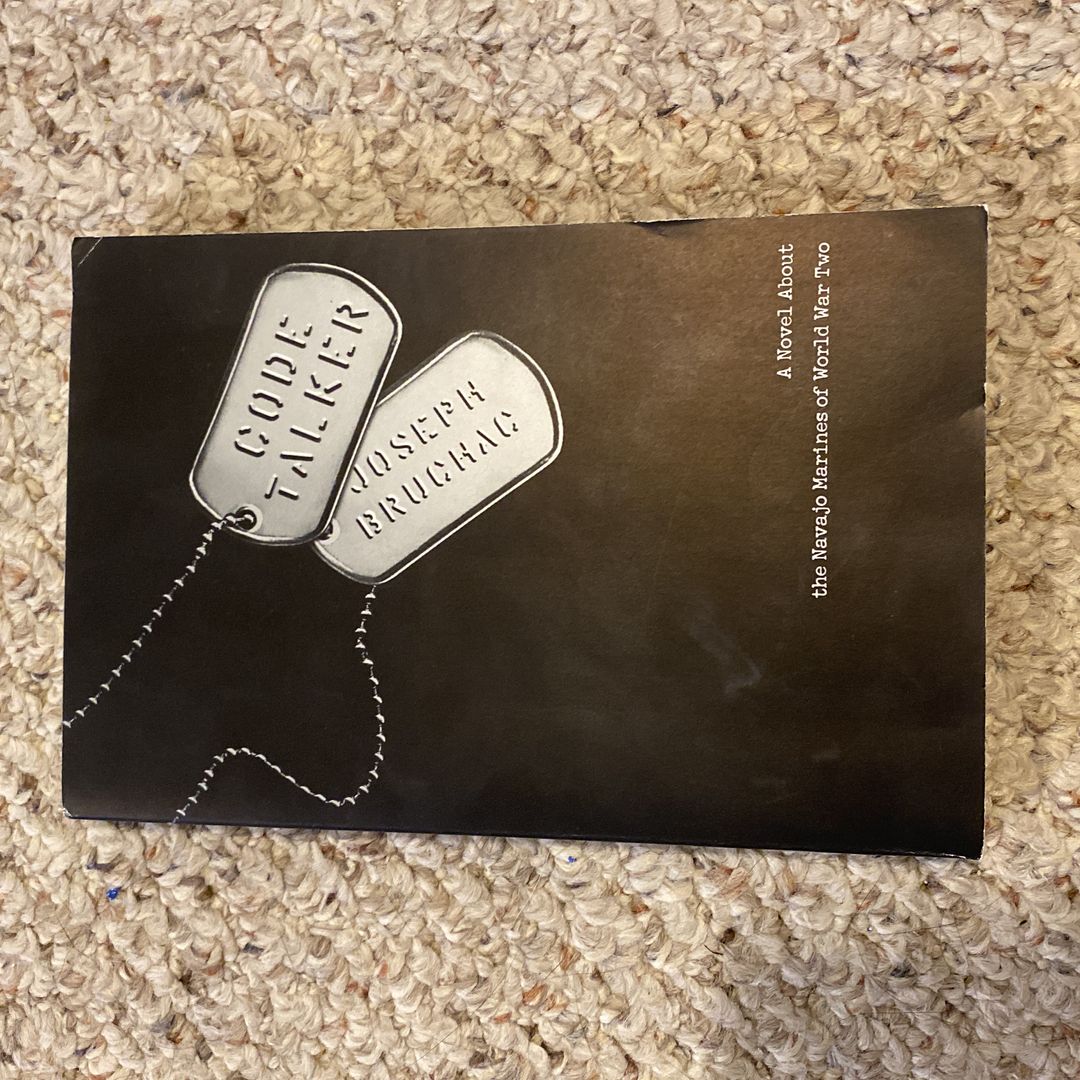 CODE
TALKER
JOSEPH
BRUCHAC
A Novel About
the Navajo Marines of World War Two